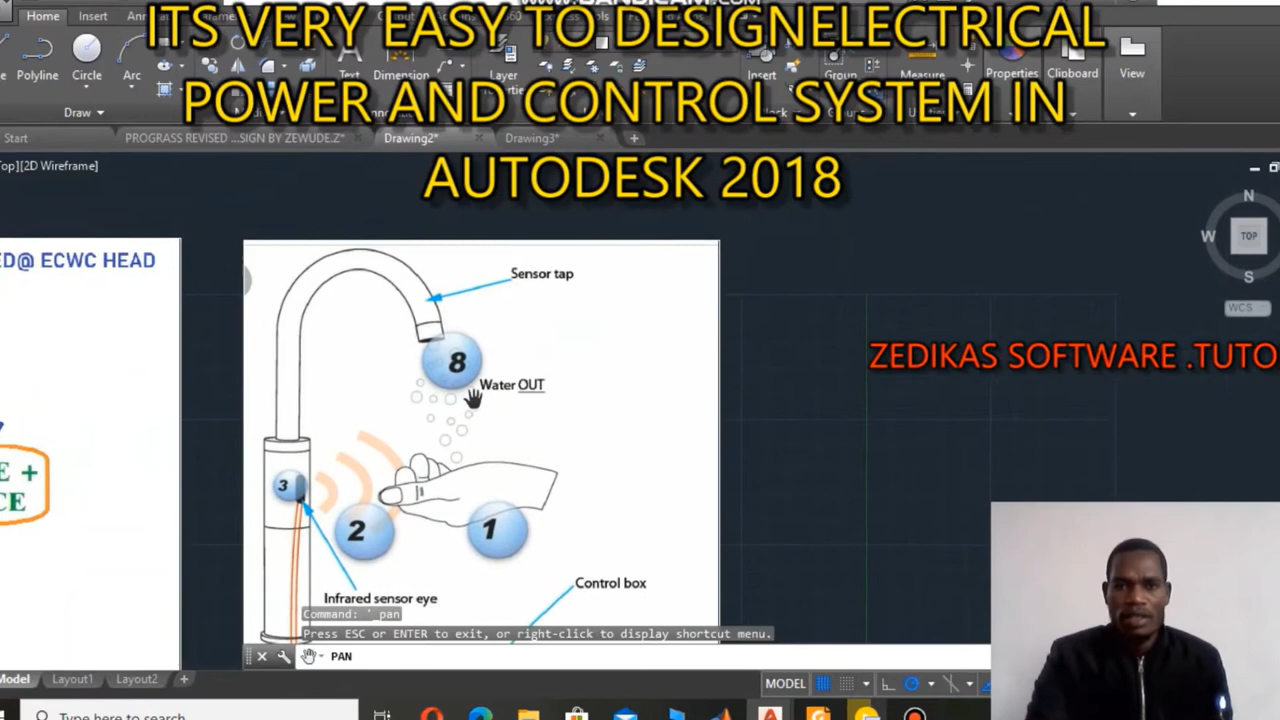 ITS VERY EASY TO DESIGNELECTRICAL
POWER AND CONTROL SYSTEM IN
AUTODESK 2018
Home Insert
Polyline Circle Arc Text Dimension Layer Insert Group Measure Properties Clipboard View
Draw
Start PROGRASS REVISED ...SIGN BY ZEWUDE.Z* Drawing2* Drawing3*
Top][2D Wireframe]
N
W TOP
S
WCS
ED@ ECWC HEAD
Sensor tap
8
Water OUT
ZEDIKAS SOFTWARE .TUTO
E +
CE
3
2
1
Control box
Infrared sensor eye
Command: '_pan
Press ESC or ENTER to exit, or right-click to display shortcut menu.
PAN
Model Layout1 Layout2 +
MODEL
Type here to search